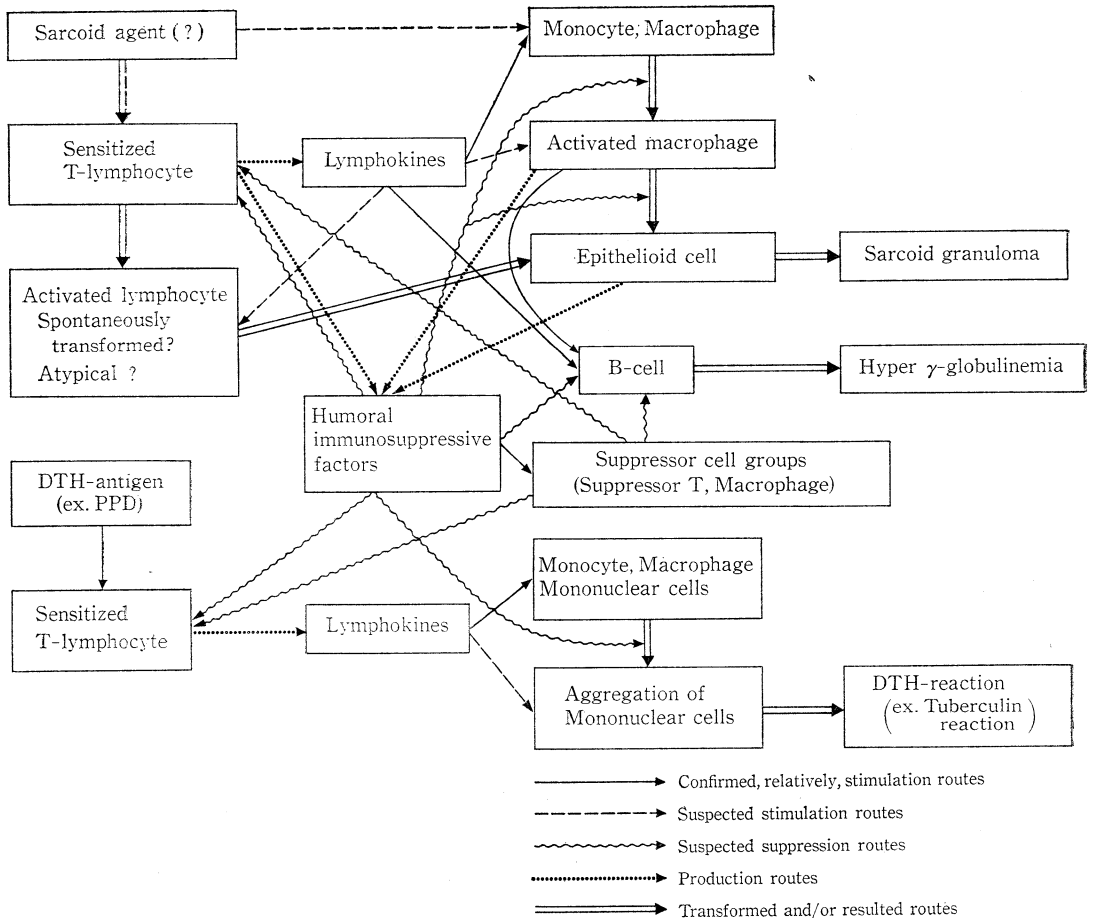 Sarcoid agent (?)
Monocyte, Macrophage
Sensitized
T-lymphocyte
Lymphokines
Activated macrophage
Epithelioid cell
Sarcoid granuloma
Activated lymphocyte
Spontaneously
transformed?
Atypical ?
B-cell
Hyper γ-globulinemia
Humoral
immunosuppressive
factors
Suppressor cell groups
(Suppressor T, Macrophage)
DTH-antigen
(ex. PPD)
Monocyte, Macrophage
Mononuclear cells
Sensitized
T-lymphocyte
Lymphokines
Aggregation of
Mononuclear cells
DTH-reaction
(ex. Tuberculin
reaction)
Confirmed, relatively, stimulation routes
Suspected stimulation routes
Suspected suppression routes
Production routes
Transformed and/or resulted routes